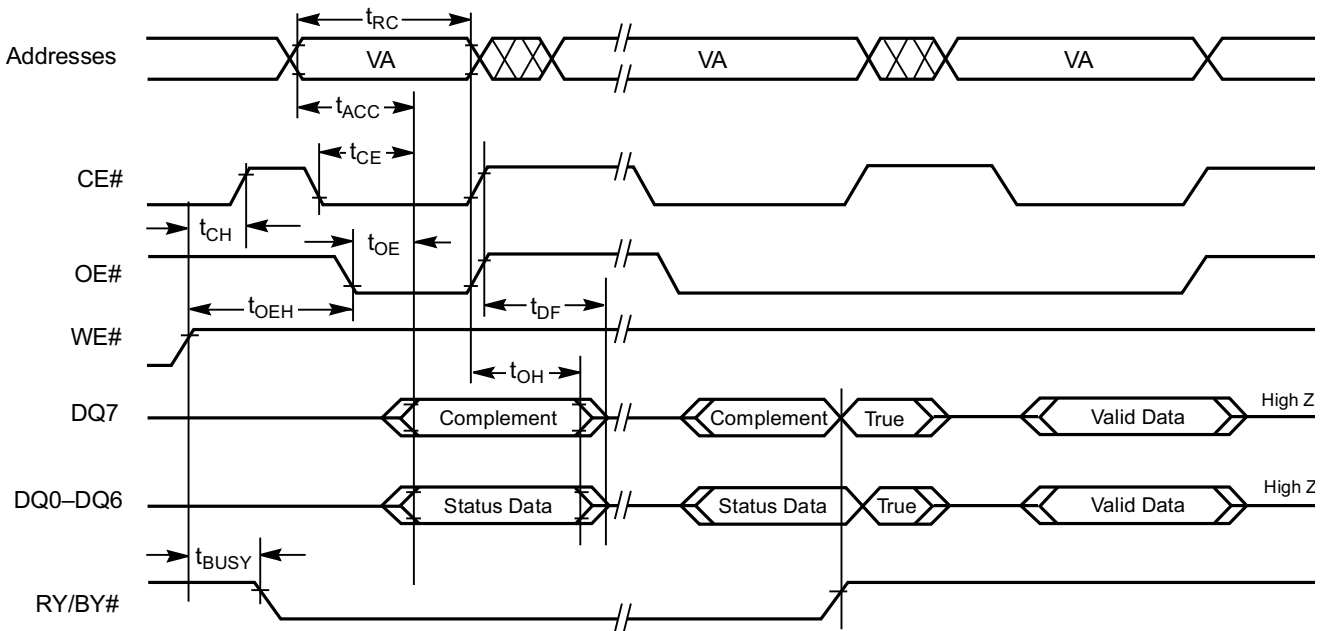 tRC
Addresses VA VA VA
tACC
tCE
CE#
tCH tOE
OE#
tOEH tDF
WE#
tOH
DQ7 Complement Complement True Valid Data High Z
DQ0–DQ6 Status Data Status Data True Valid Data High Z
tBUSY
RY/BY#